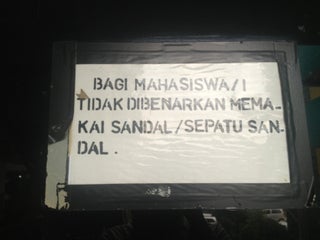 BAGI MAHASISWA/I
TIDAK DIBENARKAN MEMA-
KAI SANDAL/SEPATU SAN-
DAL .